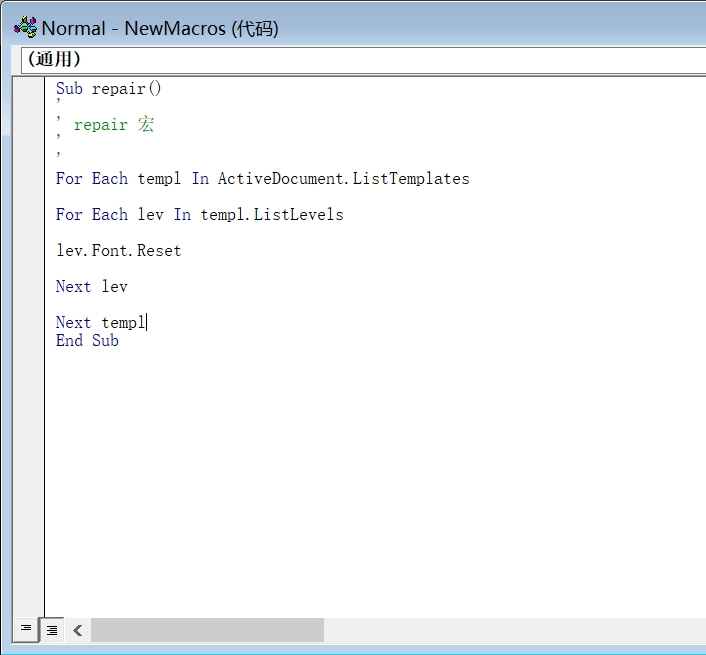 Normal - NewMacros (代码)
(通用)
Sub repair()
'
' repair 宏
'
'
For Each templ In ActiveDocument.ListTemplates
For Each lev In templ.ListLevels
lev.Font.Reset
Next lev
Next templ
End Sub